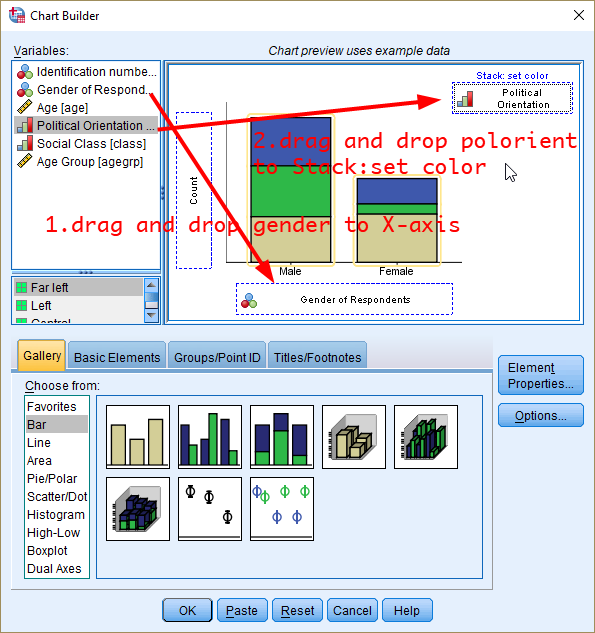 Chart Builder
Variables:
Chart preview uses example data
Identification numbe...
Gender of Respond...
Age [age]
Political Orientation ...
Social Class [class]
Age Group [agegrp]
Far left
Left
Stack: set color
Political
Orientation
2.drag and drop polorient
to Stack:set color
1.drag and drop gender to X-axis
Count
Male
Female
Gender of Respondents
Gallery
Basic Elements
Groups/Point ID
Titles/Footnotes
Choose from:
Favorites
Bar
Line
Area
Pie/Polar
Scatter/Dot
Histogram
High-Low
Boxplot
Dual Axes
Element
Properties...
Options...
OK
Paste
Reset
Cancel
Help